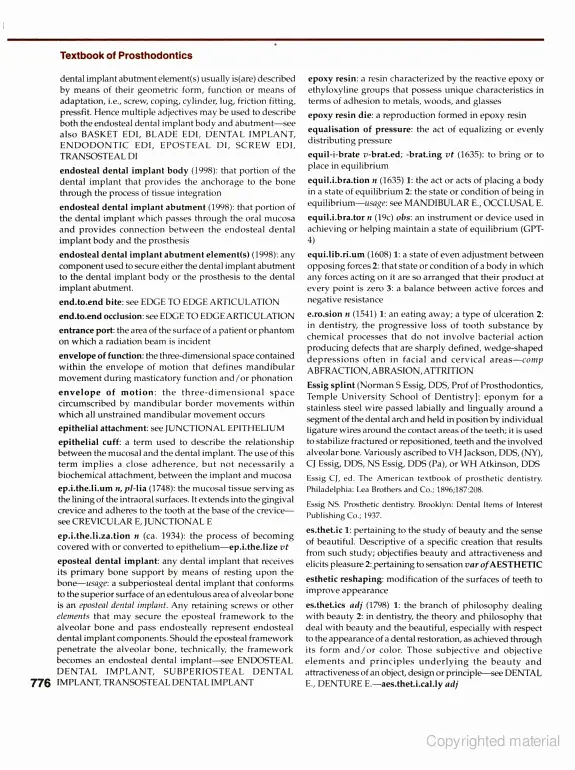 Textbook of Prosthodontics
dental implant abutment element(s) usually is(are) described
by means of their geometric form, function or means of
adaptation, i.e., screw, coping, cylinder, lug, friction fitting,
pressfit. Hence multiple adjectives may be used to describe
both the endosteal dental implant body and abutment—see
also BASKET EDI, BLADE EDI, DENTAL IMPLANT,
ENDODONTIC EDI, EPOSTEAL DI, SCREW EDI,
TRANSOSTEAL DI
endosteal dental implant body (1998): that portion of the
dental implant that provides the anchorage to the bone
through the process of tissue integration
endosteal dental implant abutment (1998): that portion of
the dental implant which passes through the oral mucosa
and provides connection between the endosteal dental
implant body and the prosthesis
endosteal dental implant abutment element(s) (1998): any
component used to secure either the dental implant abutment
to the dental implant body or the prosthesis to the dental
implant abutment.
end.to.end bite: see EDGE TO EDGE ARTICULATION
end.to.end occlusion: see EDGE TO EDGE ARTICULATION
entrance port: the area of the surface of a patient or phantom
on which a radiation beam is incident
envelope of function: the three-dimensional space contained
within the envelope of motion that defines mandibular
movement during masticatory function and/or phonation
envelope of motion: the three-dimensional space
circumscribed by mandibular border movements within
which all unstrained mandibular movement occurs
epithelial attachment: see JUNCTIONAL EPITHELIUM
epithelial cuff: a term used to describe the relationship
between the mucosal and the dental implant. The use of this
term implies a close adherence, but not necessarily a
biochemical attachment, between the implant and mucosa
ep.i.the.li.um n, pl-lia (1748): the mucosal tissue serving as
the lining of the intraoral surfaces. It extends into the gingival
crevice and adheres to the tooth at the base of the crevice—
see CREVICULAR E, JUNCTIONAL E
ep.i.the.li.za.tion n (ca. 1934): the process of becoming
covered with or converted to epithelium—ep.i.the.lize vt
eposteal dental implant: any dental implant that receives
its primary bone support by means of resting upon the
bone—usage: a subperiosteal dental implant that conforms
to the superior surface of an edentulous area of alveolar bone
is an eposteal dental implant. Any retaining screws or other
elements that may secure the eposteal framework to the
alveolar bone and pass endosteally represent endosteal
dental implant components. Should the eposteal framework
penetrate the alveolar bone, technically, the framework
becomes an endosteal dental implant—see ENDOSTEAL
DENTAL IMPLANT, SUBPERIOSTEAL DENTAL
IMPLANT, TRANSOSTEAL DENTAL IMPLANT
776
epoxy resin: a resin characterized by the reactive epoxy or
ethyloxyline groups that possess unique characteristics in
terms of adhesion to metals, woods, and glasses
epoxy resin die: a reproduction formed in epoxy resin
equalisation of pressure: the act of equalizing or evenly
distributing pressure
equil-i-brate v-brat.ed; -brat.ing vt (1635): to bring or to
place in equilibrium
equil.i.bra.tion n (1635) 1: the act or acts of placing a body
in a state of equilibrium 2: the state or condition of being in
equilibrium—usage: see MANDIBULAR E., OCCLUSAL E.
equil.i.bra.tor n (19c) obs: an instrument or device used in
achieving or helping maintain a state of equilibrium (GPT-
4)
equi.lib.ri.um (1608) 1: a state of even adjustment between
opposing forces 2: that state or condition of a body in which
any forces acting on it are so arranged that their product at
every point is zero 3: a balance between active forces and
negative resistance
e.ro.sion n (1541) 1: an eating away; a type of ulceration 2:
in dentistry, the progressive loss of tooth substance by
chemical processes that do not involve bacterial action
producing defects that are sharply defined, wedge-shaped
depressions often in facial and cervical areas—comp
ABFRACTION, ABRASION, ATTRITION
Essig splint (Norman S Essig, DDS, Prof of Prosthodontics,
Temple University School of Dentistry]: eponym for a
stainless steel wire passed labially and lingually around a
segment of the dental arch and held in position by individual
ligature wires around the contact areas of the teeth; it is used
to stabilize fractured or repositioned, teeth and the involved
alveolar bone. Variously ascribed to VH Jackson, DDS, (NY),
CJ Essig, DDS, NS Essig, DDS (Pa), or WH Atkinson, DDS
Essig CJ, ed. The American textbook of prosthetic dentistry.
Philadelphia: Lea Brothers and Co.; 1896;187:208.
Essig NS. Prosthetic dentistry. Brooklyn: Dental Items of Interest
Publishing Co.; 1937.
es.thet.ic 1: pertaining to the study of beauty and the sense
of beautiful. Descriptive of a specific creation that results
from such study; objectifies beauty and attractiveness and
elicits pleasure 2: pertaining to sensation var of AESTHETIC
esthetic reshaping: modification of the surfaces of teeth to
improve appearance
es.thet.ics adj (1798) 1: the branch of philosophy dealing
with beauty 2: in dentistry, the theory and philosophy that
deal with beauty and the beautiful, especially with respect
to the appearance of a dental restoration, as achieved through
its form and/or color. Those subjective and objective
elements and principles underlying the beauty and
attractiveness of an object, design or principle—see DENTAL
E., DENTURE E.—aes.thet.i.cal.ly adj
Copyrighted material